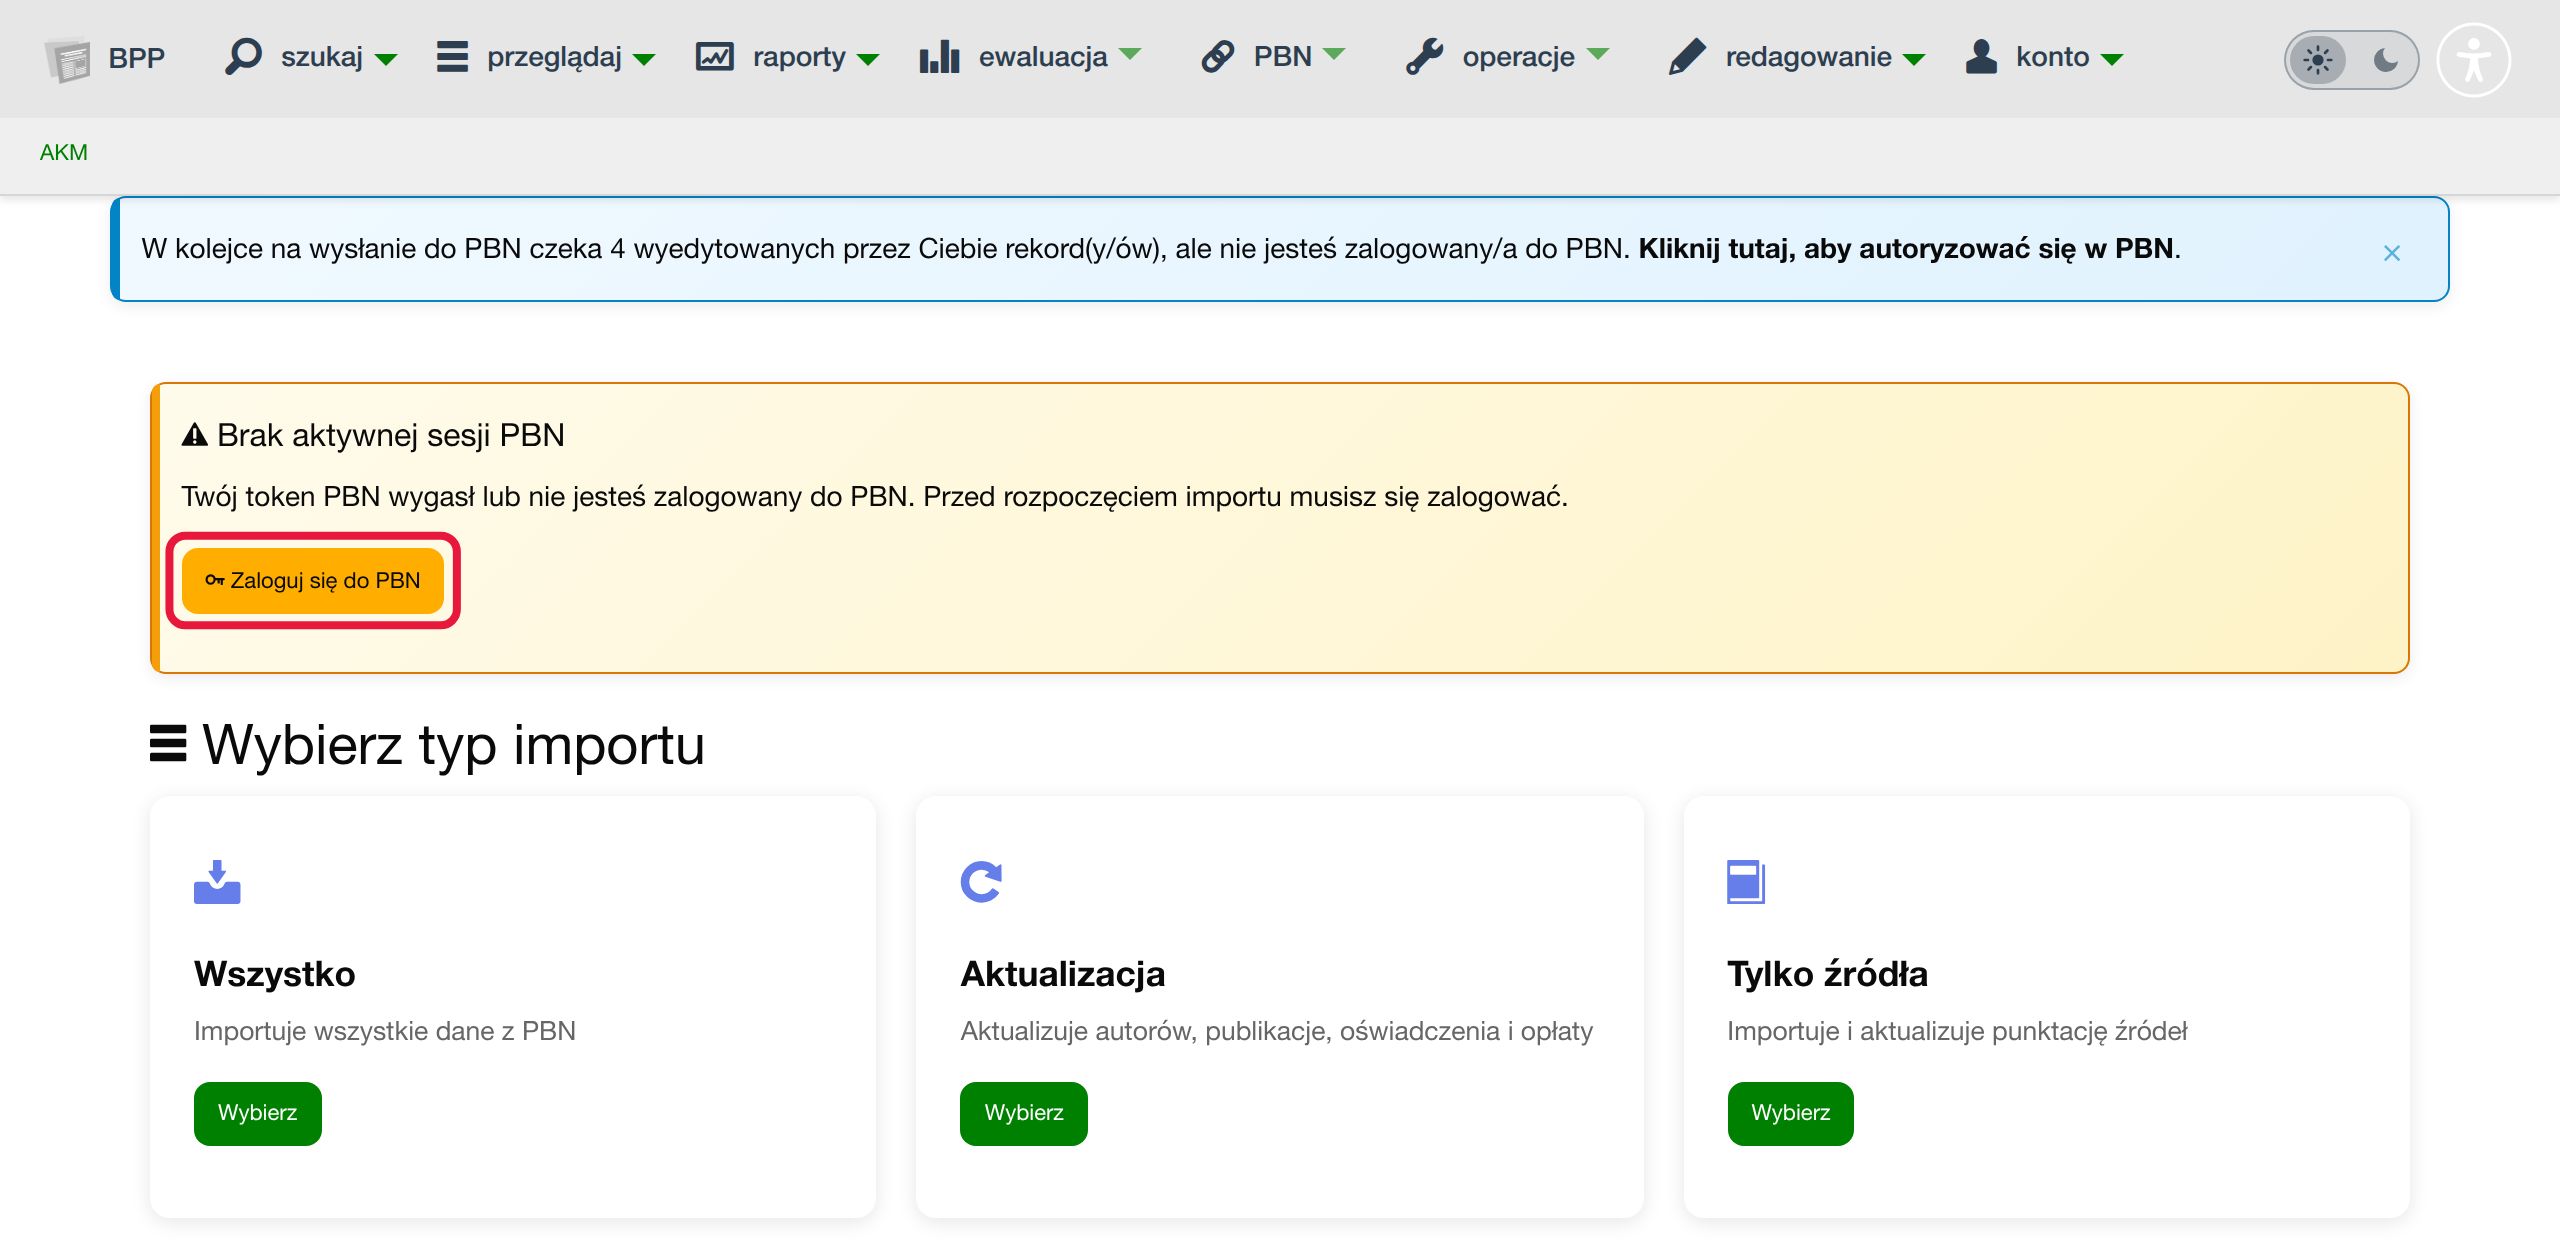 BPP szukaj przeglądaj raporty ewaluacja PBN operacje redagowanie konto
AKM
W kolejce na wysłanie do PBN czeka 4 wyedytowanych przez Ciebie rekord(y/ów), ale nie jesteś zalogowany/a do PBN. Kliknij tutaj, aby autoryzować się w PBN.
Brak aktywnej sesji PBN
Twój token PBN wygasł lub nie jesteś zalogowany do PBN. Przed rozpoczęciem importu musisz się zalogować.
Zaloguj się do PBN
Wybierz typ importu
Wszystko
Importuje wszystkie dane z PBN
Wybierz
Aktualizacja
Aktualizuje autorów, publikacje, oświadczenia i opłaty
Wybierz
Tylko źródła
Importuje i aktualizuje punktację źródeł
Wybierz